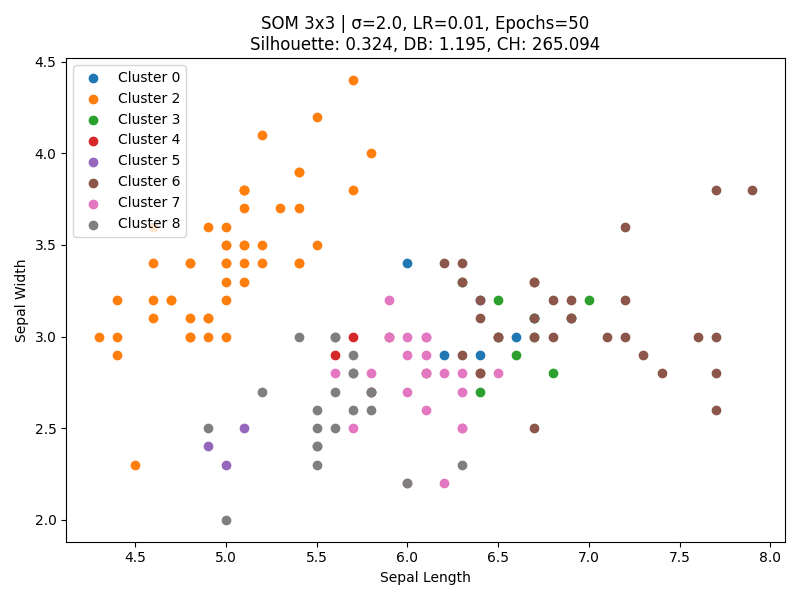 SOM 3x3 | σ=2.0, LR=0.01, Epochs=50
Silhouette: 0.324, DB: 1.195, CH: 265.094
Cluster 0
Cluster 2
Cluster 3
Cluster 4
Cluster 5
Cluster 6
Cluster 7
Cluster 8
4.5
4.0
3.5
3.0
2.5
2.0
Sepal Width
4.5
5.0
5.5
6.0
6.5
7.0
7.5
8.0
Sepal Length